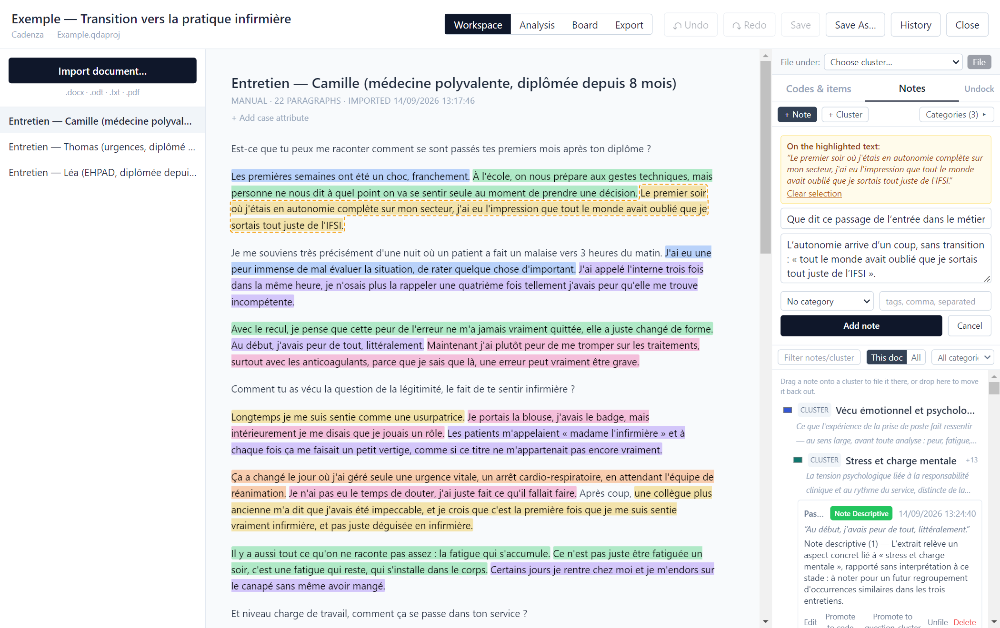 Exemple — Transition vers la pratique infirmière
Cadenza — Example.qdaproj
Workspace
Analysis
Board
Export
Undo
Redo
Save
Save As...
History
Close
Import document...
.docx · .odt · .txt · .pdf
Entretien — Camille (médecine polyval...
Entretien — Thomas (urgences, diplômé ...
Entretien — Léa (EHPAD, diplômée depui...
Entretien — Camille (médecine polyvalente, diplômée depuis 8 mois)
MANUAL · 22 PARAGRAPHS · IMPORTED 14/09/2026 13:17:46
+ Add case attribute
Est-ce que tu peux me raconter comment se sont passés tes premiers mois après ton diplôme ?
Les premières semaines ont été un choc, franchement. À l'école, on nous prépare aux gestes techniques, mais
personne ne nous dit à quel point on va se sentir seule au moment de prendre une décision. Le premier soir
où j'étais en autonomie complète sur mon secteur, j'ai eu l'impression que tout le monde avait oublié que je
sortais tout juste de l'IFSI.
Je me souviens très précisément d'une nuit où un patient a fait un malaise vers 3 heures du matin. J'ai eu une
peur immense de mal évaluer la situation, de rater quelque chose d'important. J'ai appelé l'interne trois fois
dans la même heure, je n'osais plus la rappeler une quatrième fois tellement j'avais peur qu'elle me trouve
incompétente.
Avec le recul, je pense que cette peur de l'erreur ne m'a jamais vraiment quittée, elle a juste changé de forme.
Au début, j'avais peur de tout, littéralement. Maintenant j'ai plutôt peur de me tromper sur les traitements,
surtout avec les anticoagulants, parce que je sais que là, une erreur peut vraiment être grave.
Comment tu as vécu la question de la légitimité, le fait de te sentir infirmière ?
Longtemps je me suis sentie comme une usurpatrice. Je portais la blouse, j'avais le badge, mais
intérieurement je me disais que je jouais un rôle. Les patients m'appelaient « madame l'infirmière » et à
chaque fois ça me faisait un petit vertige, comme si ce titre ne m'appartenait pas encore vraiment.
Ça a changé le jour où j'ai géré seule une urgence vitale, un arrêt cardio-respiratoire, en attendant l'équipe de
réanimation. Je n'ai pas eu le temps de douter, j'ai juste fait ce qu'il fallait faire. Après coup, une collègue plus
ancienne m'a dit que j'avais été impeccable, et je crois que c'est la première fois que je me suis sentie
vraiment infirmière, et pas juste déguisée en infirmière.
Il y a aussi tout ce qu'on ne raconte pas assez : la fatigue qui s'accumule. Ce n'est pas juste être fatiguée un
soir, c'est une fatigue qui reste, qui s'installe dans le corps. Certains jours je rentre chez moi et je m'endors sur
le canapé sans même avoir mangé.
Et niveau charge de travail, comment ça se passe dans ton service ?
File under:
Choose cluster...
File
Codes & items
Notes
Undock
+ Note
+ Cluster
Categories (3) ▸
On the highlighted text:
“Le premier soir où j'étais en autonomie complète sur
mon secteur, j'ai eu l'impression que tout le monde
avait oublié que je sortais tout juste de l'IFSI.”
Clear selection
Que dit ce passage de l’entrée dans le métier
L’autonomie arrive d’un coup, sans transition
: « tout le monde avait oublié que je sortais
tout juste de l’IFSI ».
No category
tags, comma, separated
Add note
Cancel
Filter notes/cluster
This doc
All
All catego
Drag a note onto a cluster to file it there, or drop here to move
it back out.
CLUSTER Vécu émotionnel et psycholo...
Ce que l'expérience de la prise de poste fait ressentir
— au sens large, avant toute analyse : peur, fatigue,...
CLUSTER Stress et charge mentale +13
La tension psychologique liée à la responsabilité
clinique et au rythme du service, distincte de la...
Pas... Note Descriptive 14/09/2026 13:24:40
“Au début, j'avais peur de tout, littéralement.”
Note descriptive (1) — L'extrait relève un
aspect concret lié à « stress et charge
mentale », rapporté sans interprétation à ce
stade : à noter pour un futur regroupement
d'occurrences similaires dans les trois
entretiens.
Edit
Promote
to code
Promote to
question cluster
Unfile
Delete